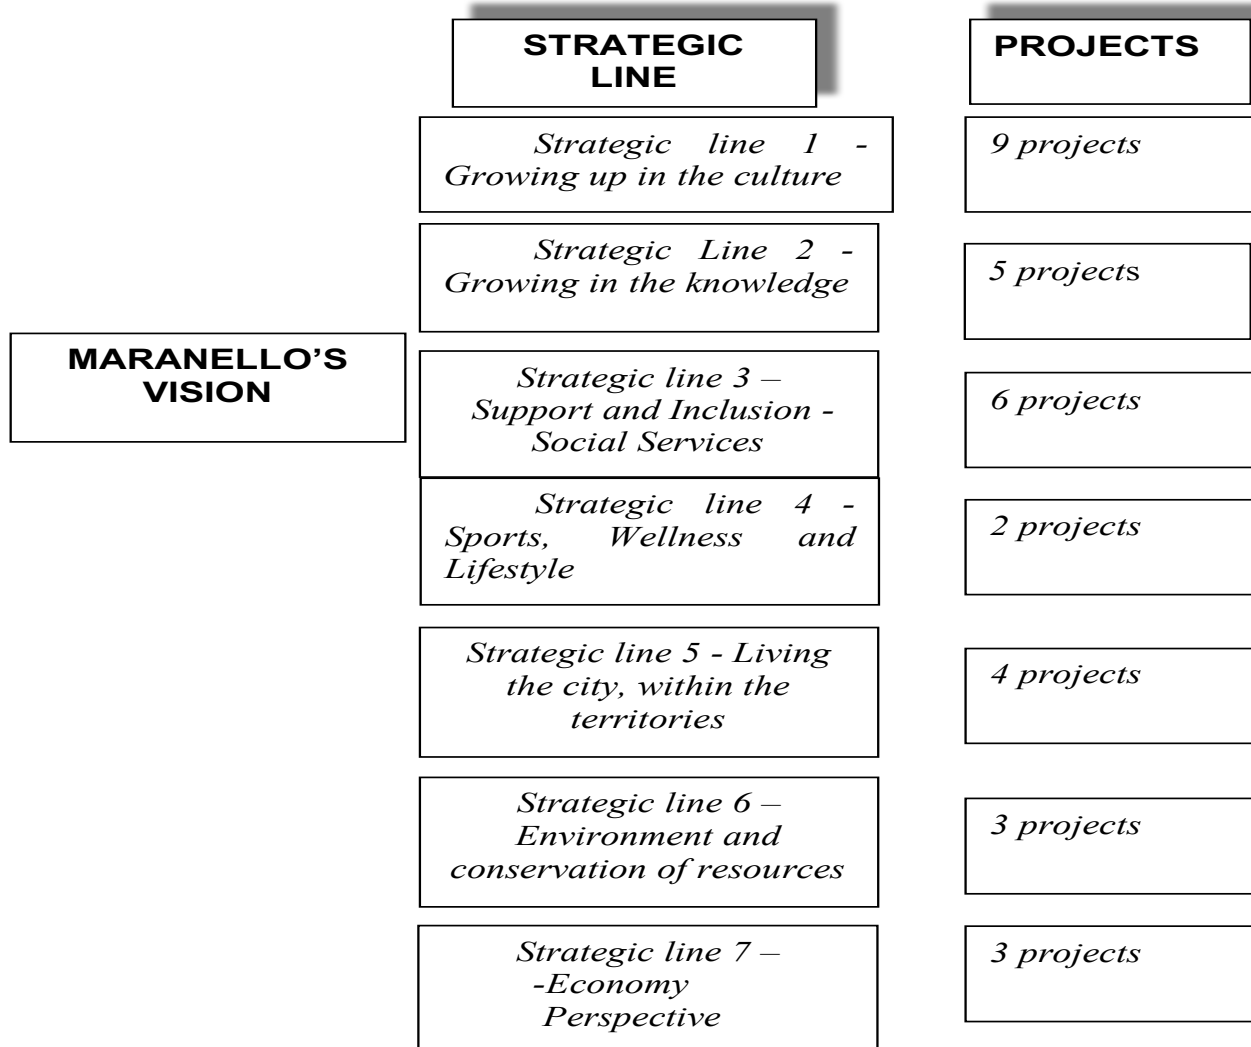 STRATEGIC
LINE
PROJECTS
Strategic line 1 -
Growing up in the culture
9 projects
Strategic Line 2 -
Growing in the knowledge
5 projects
MARANELLO’S
VISION
Strategic line 3 –
Support and Inclusion -
Social Services
6 projects
Strategic line 4 -
Sports, Wellness and
Lifestyle
2 projects
Strategic line 5 - Living
the city, within the
territories
4 projects
Strategic line 6 –
Environment and
conservation of resources
3 projects
Strategic line 7 –
-Economy
Perspective
3 projects